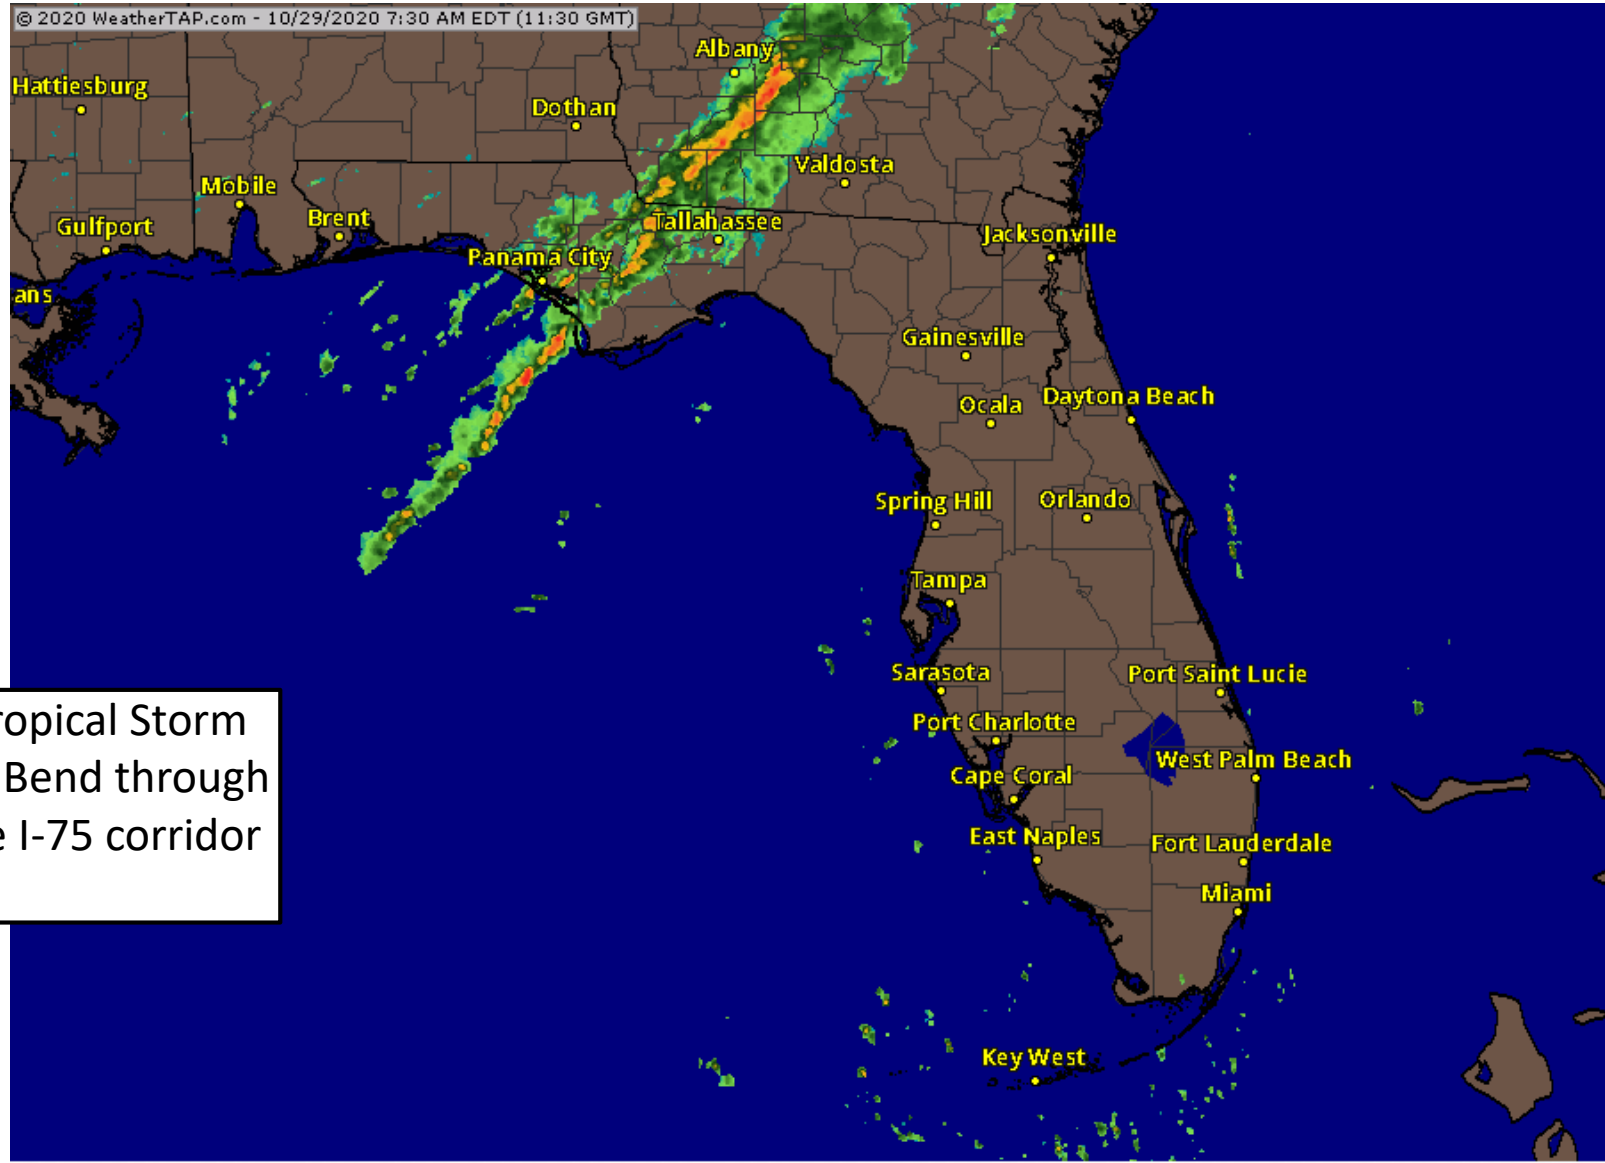 © 2020 WeatherTAP.com - 10/29/2020 7:30 AM EDT (11:30 GMT)
Albany
Hattiesburg
Dothan
Valdosta
Mobile
Brent
Tallahassee
Gulfport
Jacksonville
Panama City
ans
Gainesville
Ocala
Daytona Beach
Spring Hill
Orlando
Tampa
Sarasota
Port Saint Lucie
ropical Storm
Bend through
e I-75 corridor
Port Charlotte
West Palm Beach
Cape Coral
East Naples
Fort Lauderdale
Miami
Key West